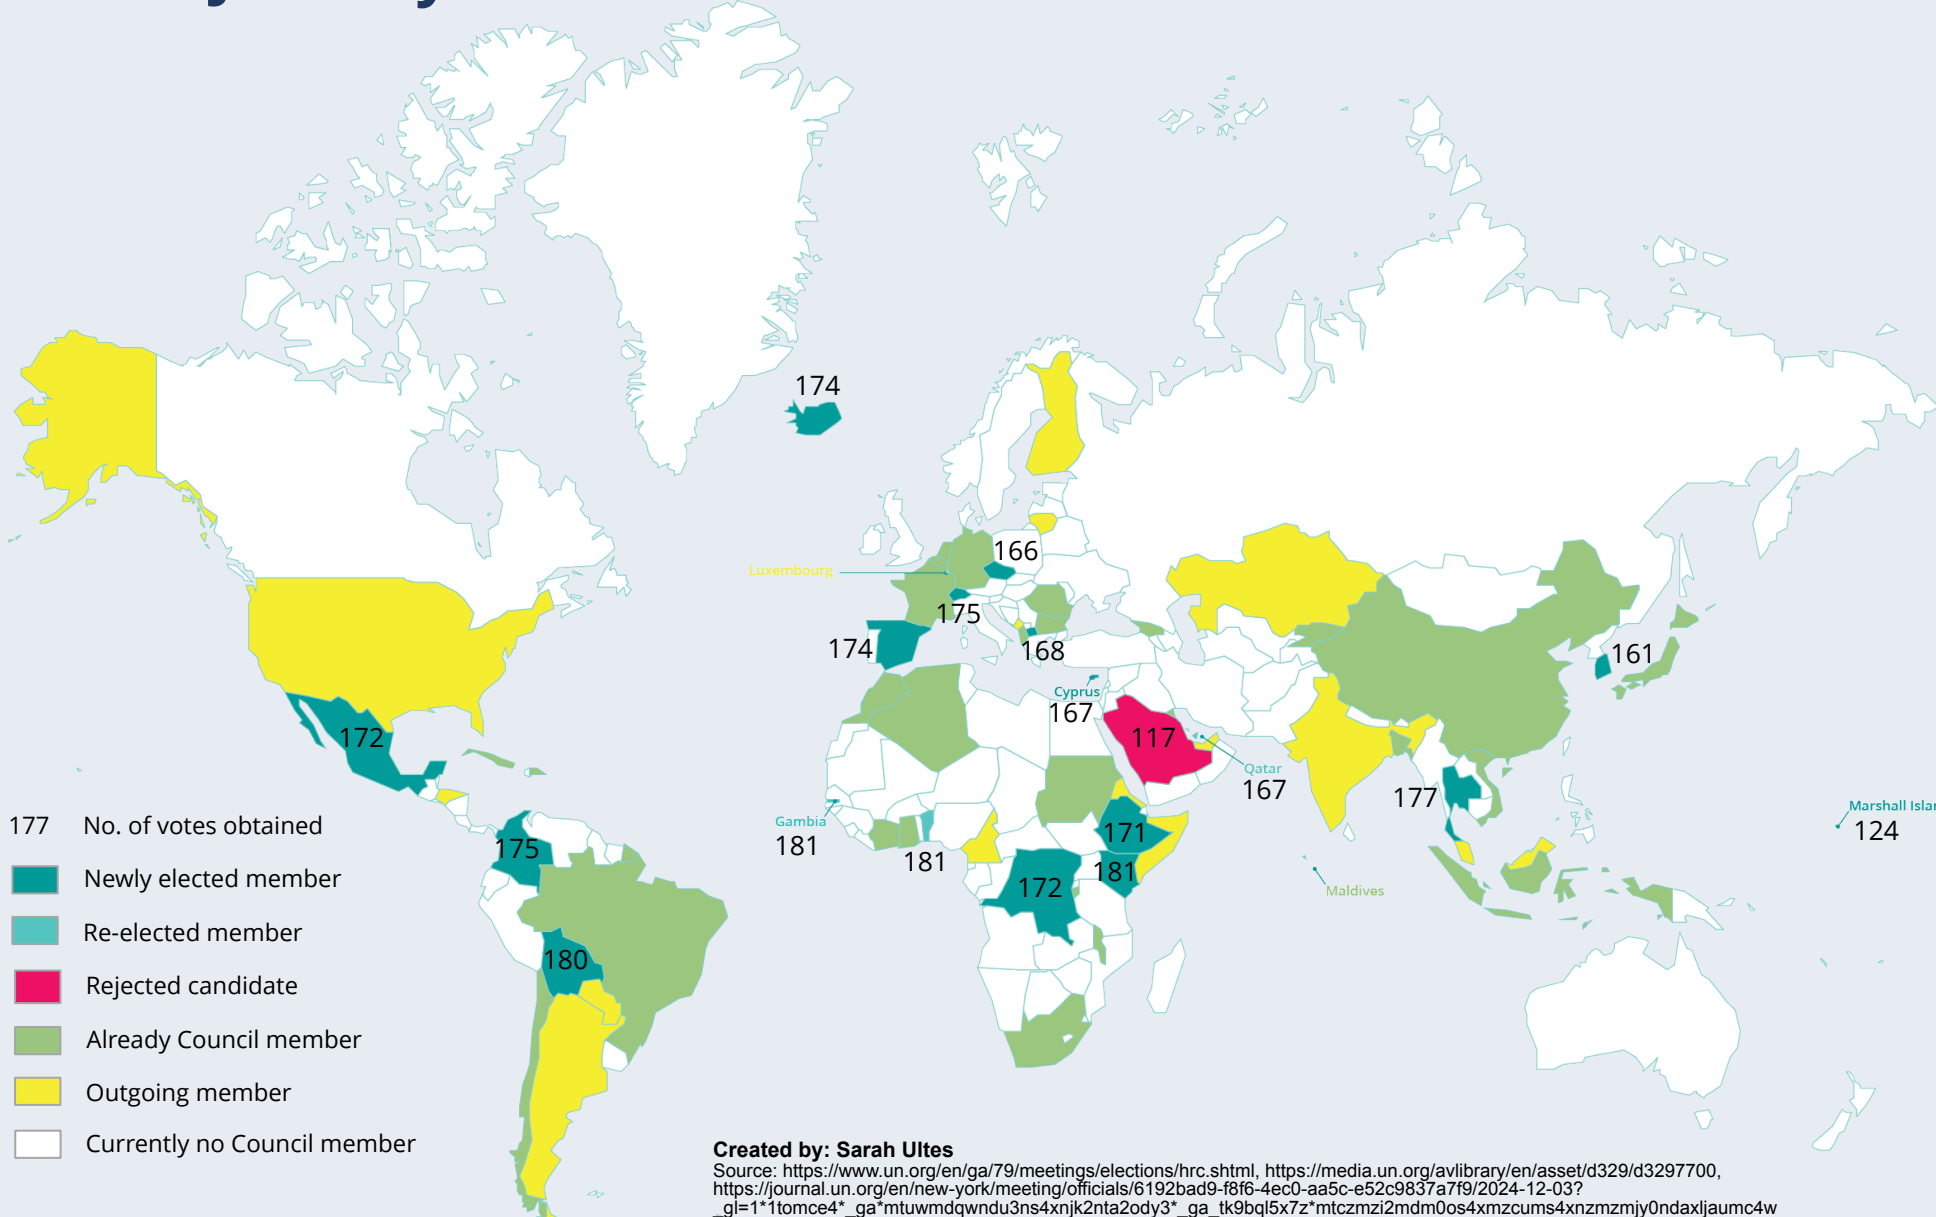 174
166
Luxembourg
175
174
168
161
Cyprus
167
172
117
Qatar
167
177
Marshall Islan
124
177 No. of votes obtained
Gambia
181
181
171
175
181
172
Newly elected member
Maldives
Re-elected member
180
Rejected candidate
Already Council member
Outgoing member
Currently no Council member
Created by: Sarah Ultes
Source: https://www.un.org/en/ga/79/meetings/elections/hrc.shtml, https://media.un.org/avlibrary/en/asset/d329/d3297700,
https://journal.un.org/en/new-york/meeting/officials/6192bad9-f8f6-4ec0-aa5c-e52c9837a7f9/2024-12-03?
_gl=1*1tomce4*_ga*mtuwmdqwndu3ns4xnjk2nta2ody3*_ga_tk9bql5x7z*mtczmzi2mdm0os4xmzcums4xnzmzmjy0ndaxljaumc4w